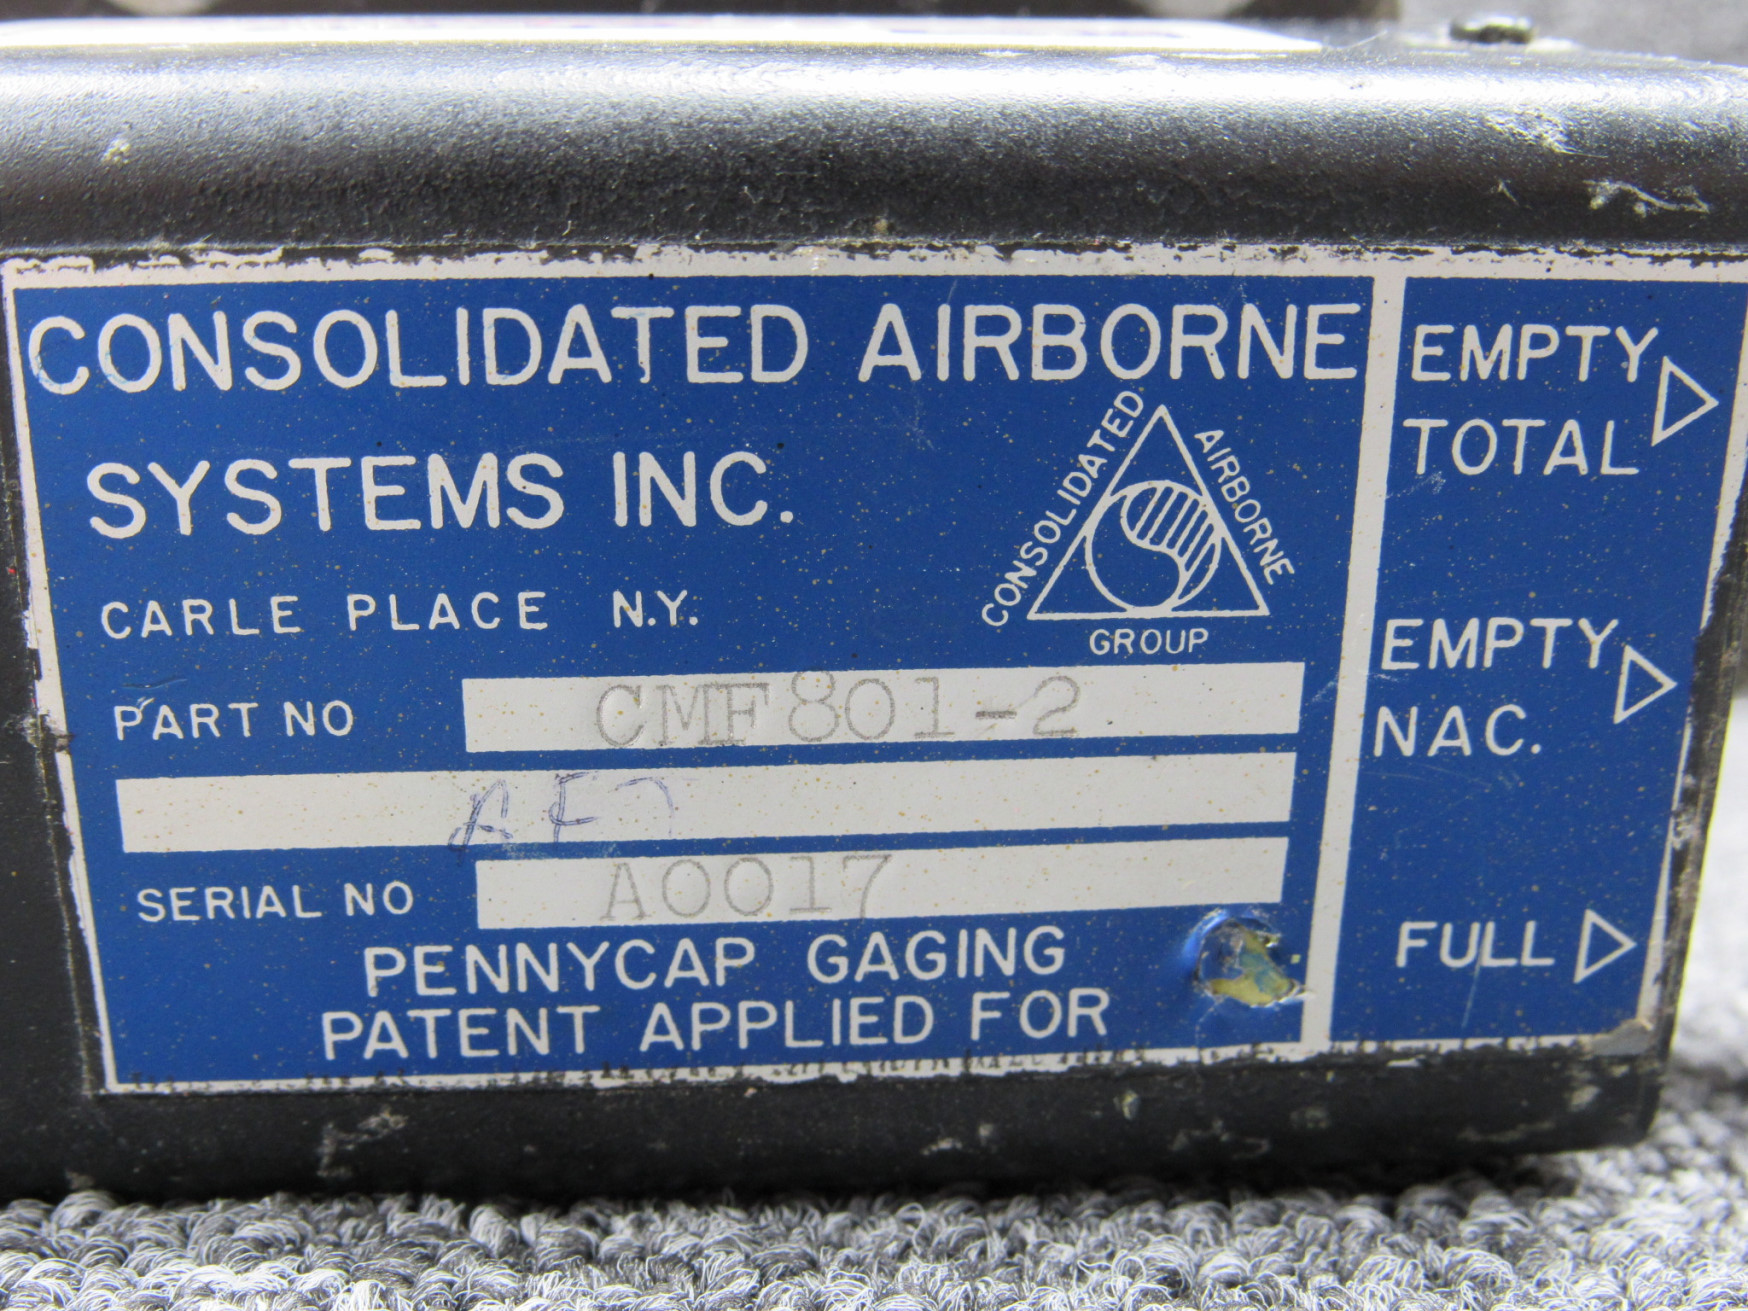 CONSOLIDATED AIRBORNE
SYSTEMS INC.
CARLE PLACE N.Y.
CONSOLIDATED AIRBORNE
GROUP
PART NO CMF801-2
AFT
SERIAL NO A0017
PENNYCAP GAGING
PATENT APPLIED FOR
EMPTY
TOTAL
EMPTY
NAC.
FULL